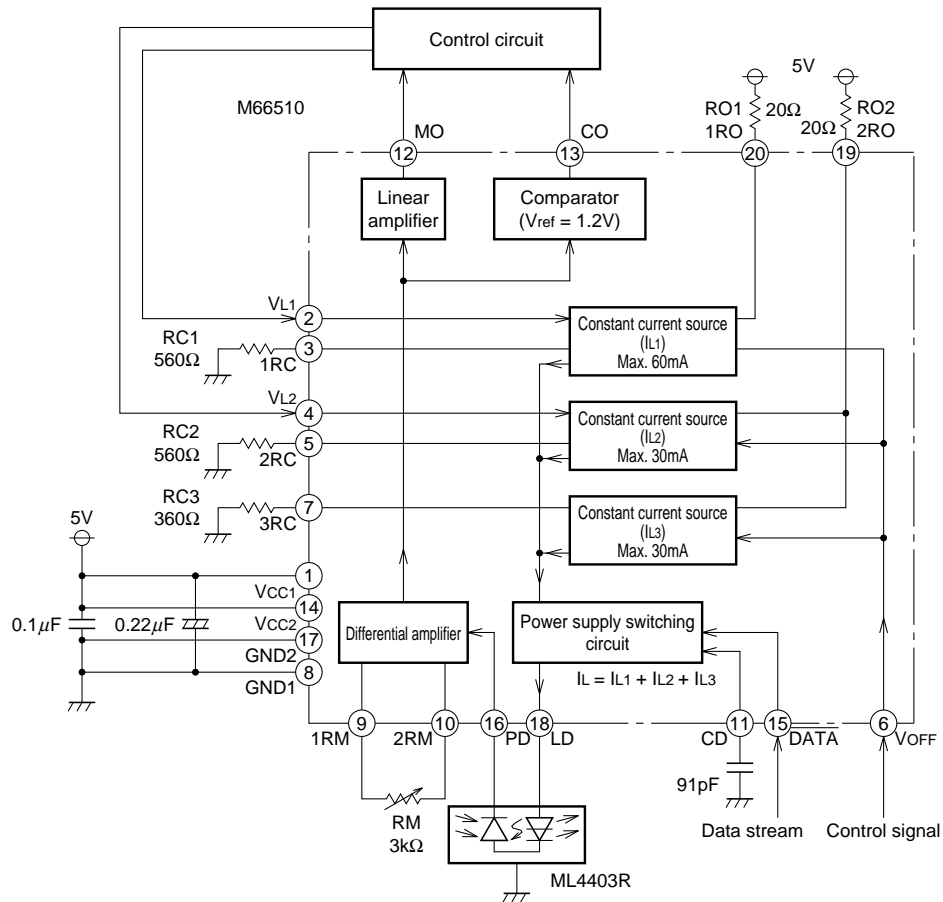 Control circuit
M66510
5V
RO1
1RO
20Ω
RO2
2RO
20Ω
MO
CO
12
13
20
19
Linear
amplifier
Comparator
(Vref = 1.2V)
VL1
2
RC1
560Ω
3
1RC
Constant current source
(IL1)
Max. 60mA
VL2
4
RC2
560Ω
5
2RC
Constant current source
(IL2)
Max. 30mA
RC3
360Ω
7
3RC
Constant current source
(IL3)
Max. 30mA
5V
1
VCC1
14
VCC2
0.1µF
0.22µF
17
GND2
8
GND1
Differential amplifier
Power supply switching
circuit
IL = IL1 + IL2 + IL3
9
10
16
18
11
15
6
1RM
2RM
PD
LD
CD
DATA
VOFF
91pF
RM
3kΩ
Data stream
Control signal
ML4403R